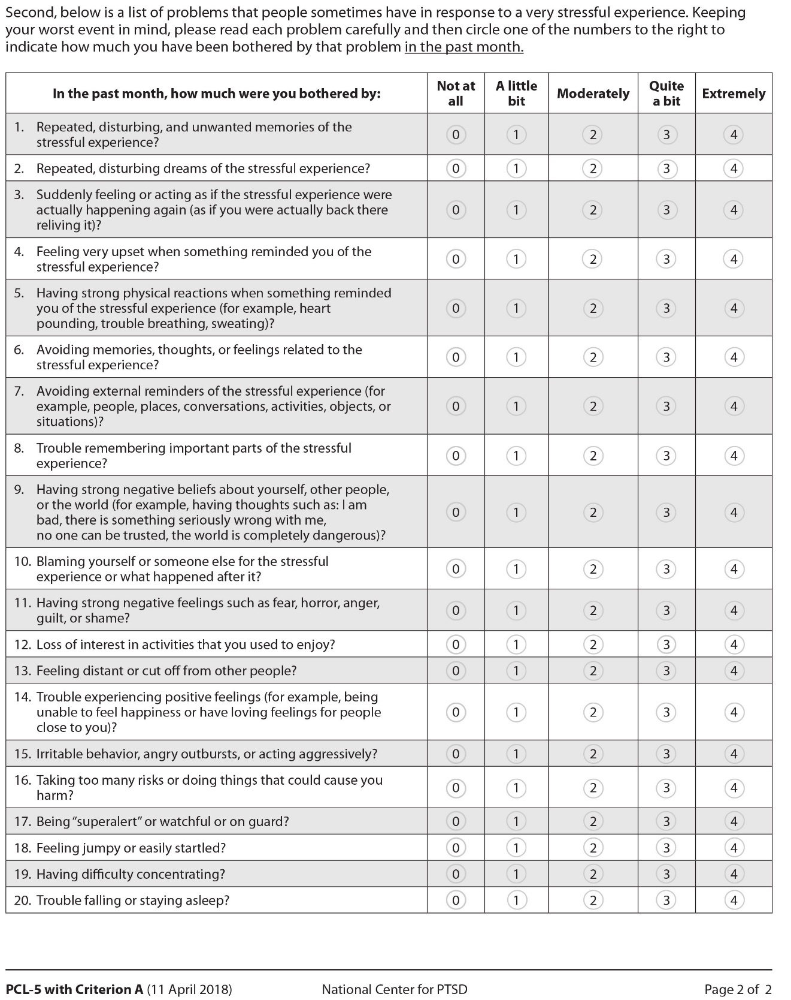 Second, below is a list of problems that people sometimes have in response to a very stressful experience. Keeping
your worst event in mind, please read each problem carefully and then circle one of the numbers to the right to
indicate how much you have been bothered by that problem in the past month.
In the past month, how much were you bothered by:
Not at
all
A little
bit
Moderately
Quite
a bit
Extremely
1. Repeated, disturbing, and unwanted memories of the
stressful experience?
0 1 2 3 4
2. Repeated, disturbing dreams of the stressful experience? 0 1 2 3 4
3. Suddenly feeling or acting as if the stressful experience were
actually happening again (as if you were actually back there
reliving it)?
0 1 2 3 4
4. Feeling very upset when something reminded you of the
stressful experience?
0 1 2 3 4
5. Having strong physical reactions when something reminded
you of the stressful experience (for example, heart
pounding, trouble breathing, sweating)?
0 1 2 3 4
6. Avoiding memories, thoughts, or feelings related to the
stressful experience?
0 1 2 3 4
7. Avoiding external reminders of the stressful experience (for
example, people, places, conversations, activities, objects, or
situations)?
0 1 2 3 4
8. Trouble remembering important parts of the stressful
experience?
0 1 2 3 4
9. Having strong negative beliefs about yourself, other people,
or the world (for example, having thoughts such as: I am
bad, there is something seriously wrong with me,
no one can be trusted, the world is completely dangerous)?
0 1 2 3 4
10. Blaming yourself or someone else for the stressful
experience or what happened after it?
0 1 2 3 4
11. Having strong negative feelings such as fear, horror, anger,
guilt, or shame?
0 1 2 3 4
12. Loss of interest in activities that you used to enjoy? 0 1 2 3 4
13. Feeling distant or cut off from other people? 0 1 2 3 4
14. Trouble experiencing positive feelings (for example, being
unable to feel happiness or have loving feelings for people
close to you)?
0 1 2 3 4
15. Irritable behavior, angry outbursts, or acting aggressively? 0 1 2 3 4
16. Taking too many risks or doing things that could cause you
harm?
0 1 2 3 4
17. Being “superalert” or watchful or on guard? 0 1 2 3 4
18. Feeling jumpy or easily startled? 0 1 2 3 4
19. Having difficulty concentrating? 0 1 2 3 4
20. Trouble falling or staying asleep? 0 1 2 3 4
PCL-5 with Criterion A (11 April 2018) National Center for PTSD Page 2 of 2